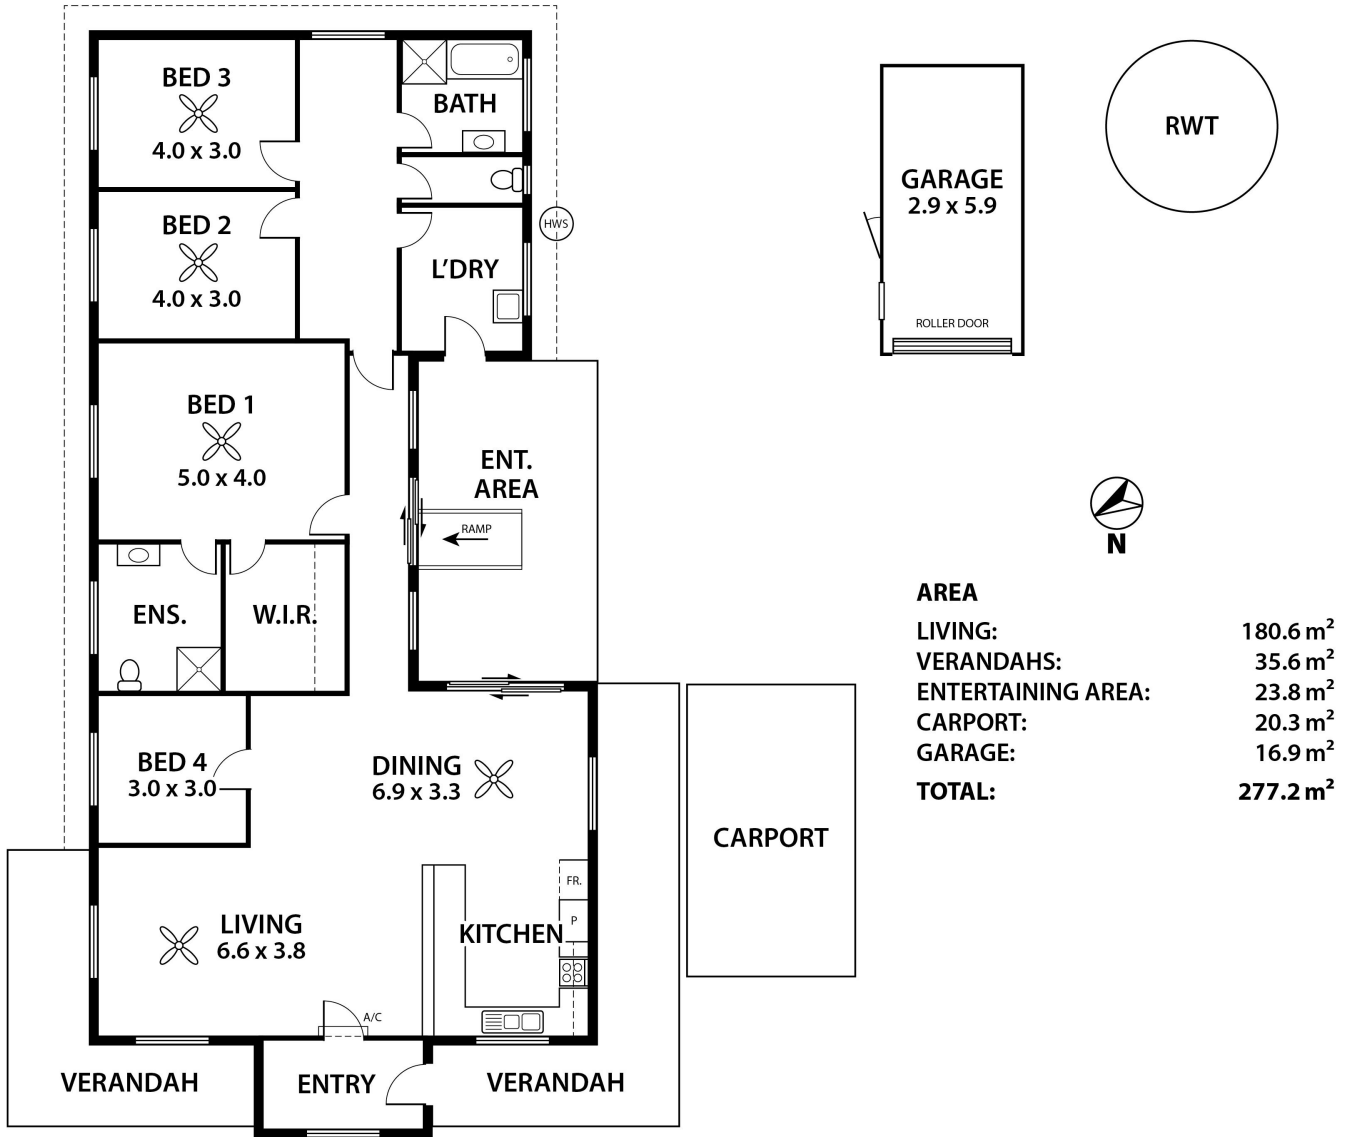 BED 3
4.0 x 3.0
BATH
BED 2
4.0 x 3.0
HWS
L'DRY
GARAGE
2.9 x 5.9
ROLLER DOOR
RWT
BED 1
5.0 x 4.0
ENT.
AREA
RAMP
N
ENS.
W.I.R.
BED 4
3.0 x 3.0
DINING
6.9 x 3.3
CARPORT
LIVING
6.6 x 3.8
FR.
P
KITCHEN
A/C
VERANDAH
ENTRY
VERANDAH
AREA
LIVING: 180.6 m²
VERANDAHS: 35.6 m²
ENTERTAINING AREA: 23.8 m²
CARPORT: 20.3 m²
GARAGE: 16.9 m²
TOTAL: 277.2 m²